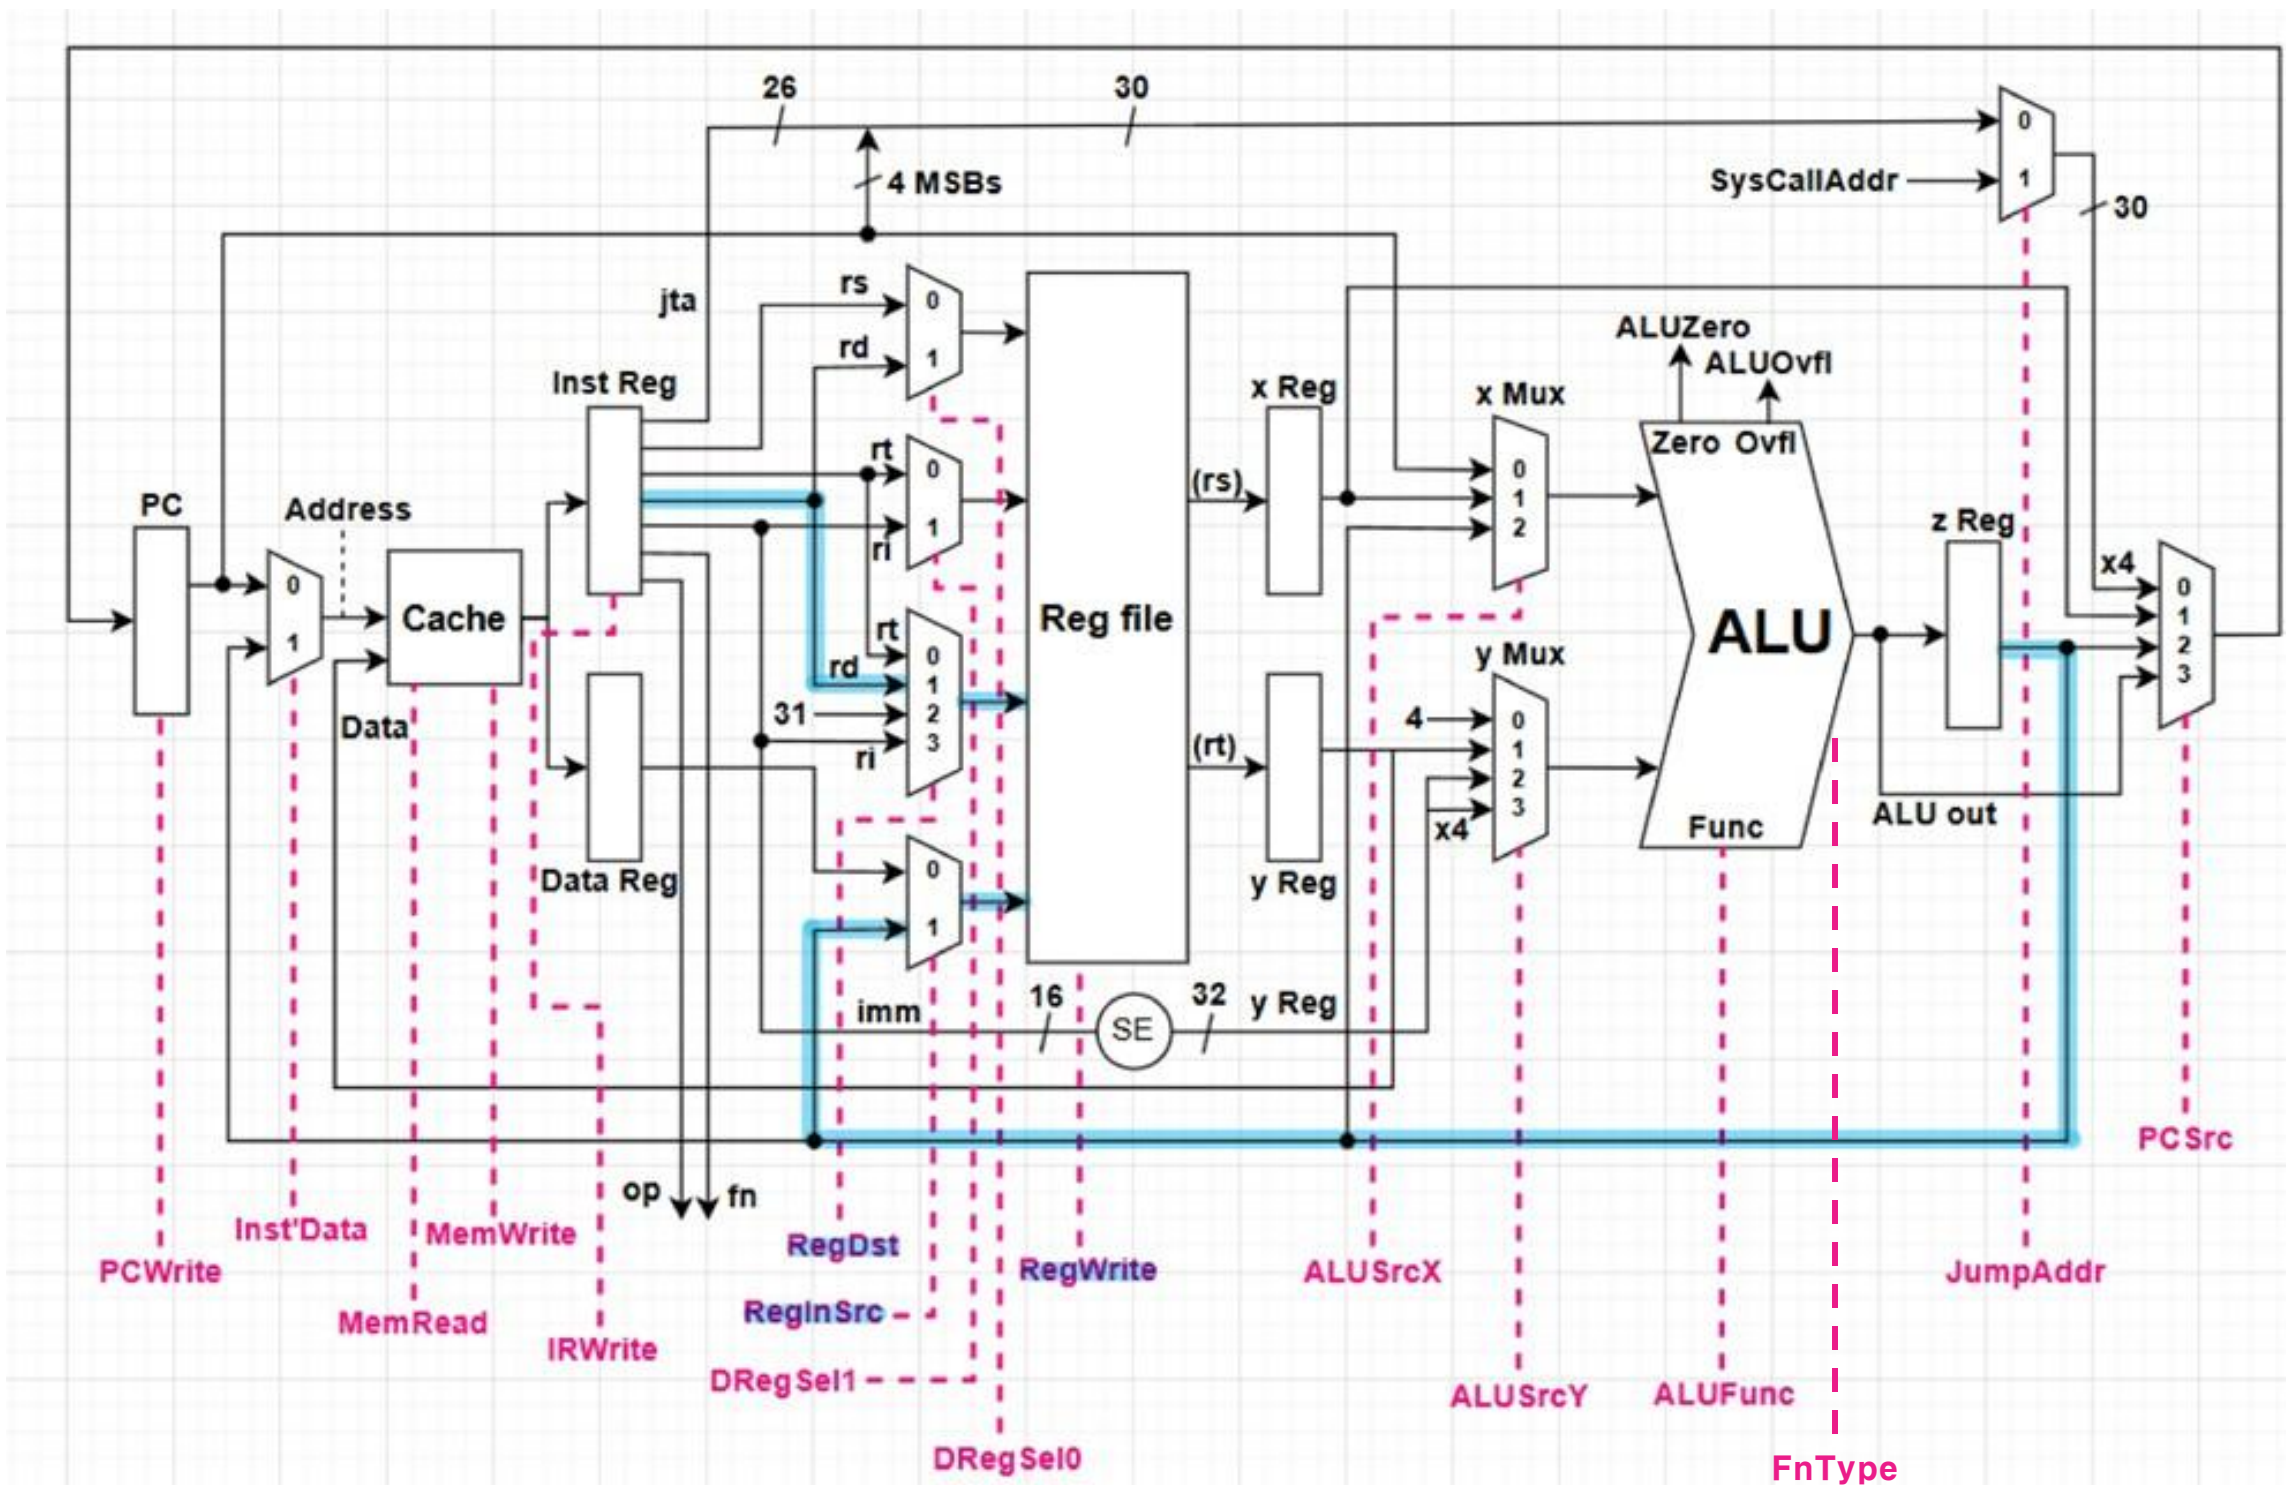 26
30
0
4 MSBs
SysCallAddr
1
30
rs
0
jta
rd
1
ALUZero
ALUOvfl
Inst Reg
x Reg
x Mux
Zero Ovfl
rt
0
(rs)
0
1
2
PC
Address
1
ri
z Reg
x4
0
0
1
2
3
Cache
Reg file
ALU
1
rt
0
rd
1
y Mux
31
2
4
0
Data
(rt)
1
ri
3
2
3
x4
ALU out
Func
Data Reg
0
y Reg
1
imm
16
32
y Reg
SE
PCSrc
op
fn
Inst'Data
MemWrite
RegDst
PCWrite
RegWrite
ALUSrcX
JumpAddr
MemRead
RegInSrc
IRWrite
DRegSel1
ALUSrcY
ALUFunc
DRegSel0
FnType